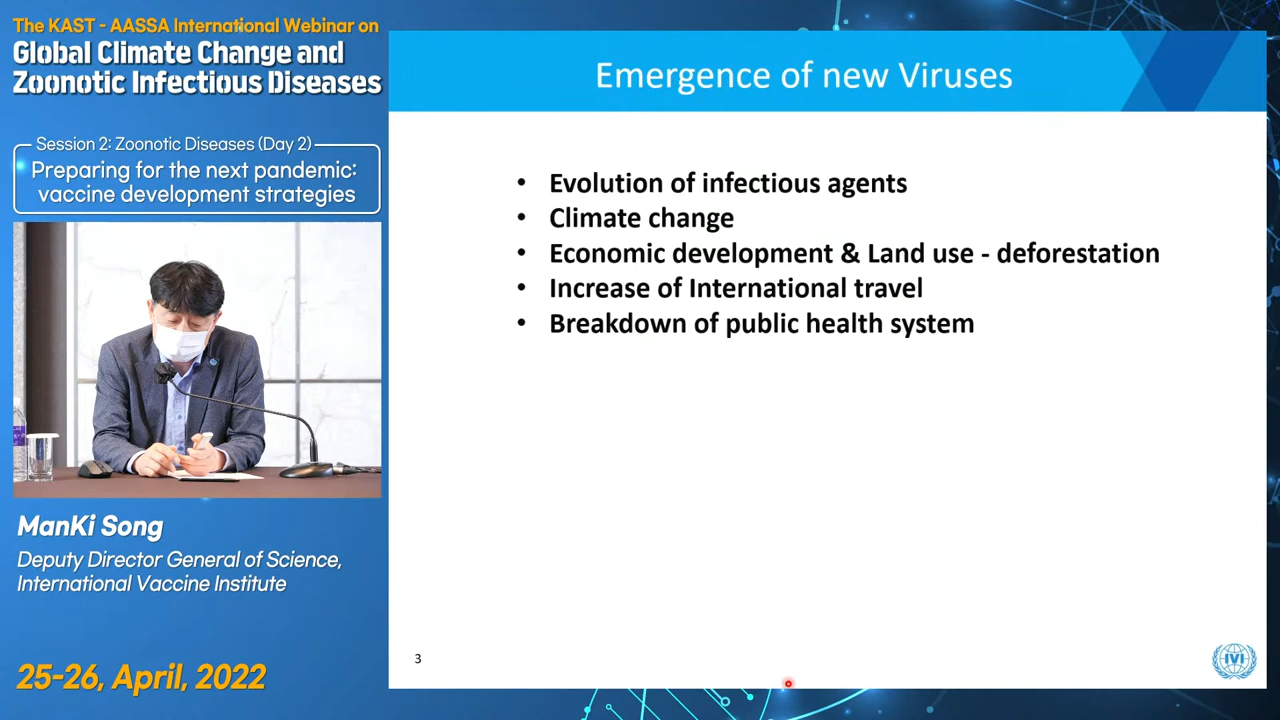 The KAST - AASSA International Webinar on
Global Climate Change and
Zoonotic Infectious Diseases
Session 2: Zoonotic Diseases (Day 2)
Preparing for the next pandemic:
vaccine development strategies
ManKi Song
Deputy Director General of Science,
International Vaccine Institute
25-26, April, 2022
Emergence of new Viruses
• Evolution of infectious agents
• Climate change
• Economic development & Land use - deforestation
• Increase of International travel
• Breakdown of public health system
3
IVI